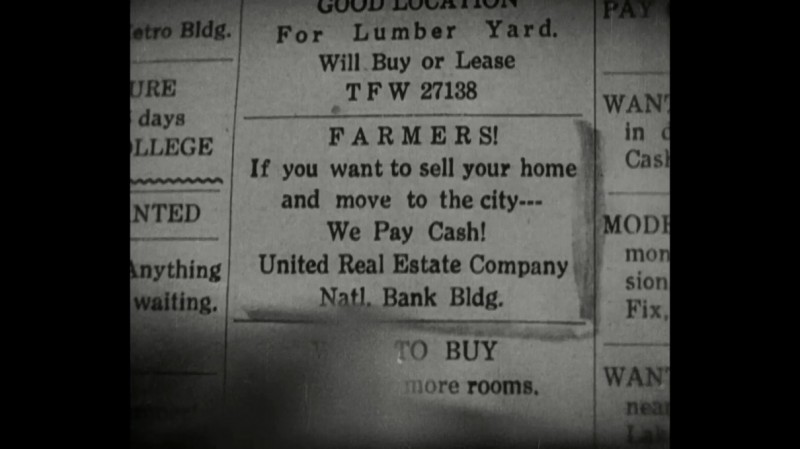 etro Bldg.
URE
days
LLEGE
NTED
Anything
waiting.
GOOD LOCATION
For Lumber Yard.
Will Buy or Lease
TFW 27138
FARMERS!
If you want to sell your home
and move to the city---
We Pay Cash!
United Real Estate Company
Natl. Bank Bldg.
TO BUY
more rooms.
PAY
WANT
in
Cash
MODE
mon
sion
Fix,
WANT
near